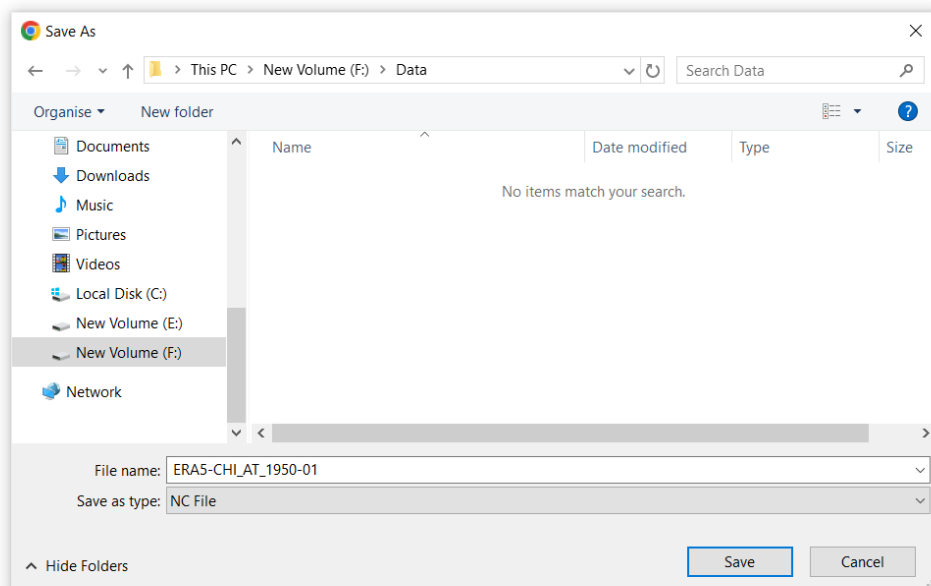 Save As
This PC > New Volume (F:) > Data
Search Data
Organise
New folder
?
Name
Date modified
Type
Size
No items match your search.
Documents
Downloads
Music
Pictures
Videos
Local Disk (C:)
New Volume (E:)
New Volume (F:)
Network
File name: ERA5-CHI_AT_1950-01
Save as type: NC File
Hide Folders
Save
Cancel